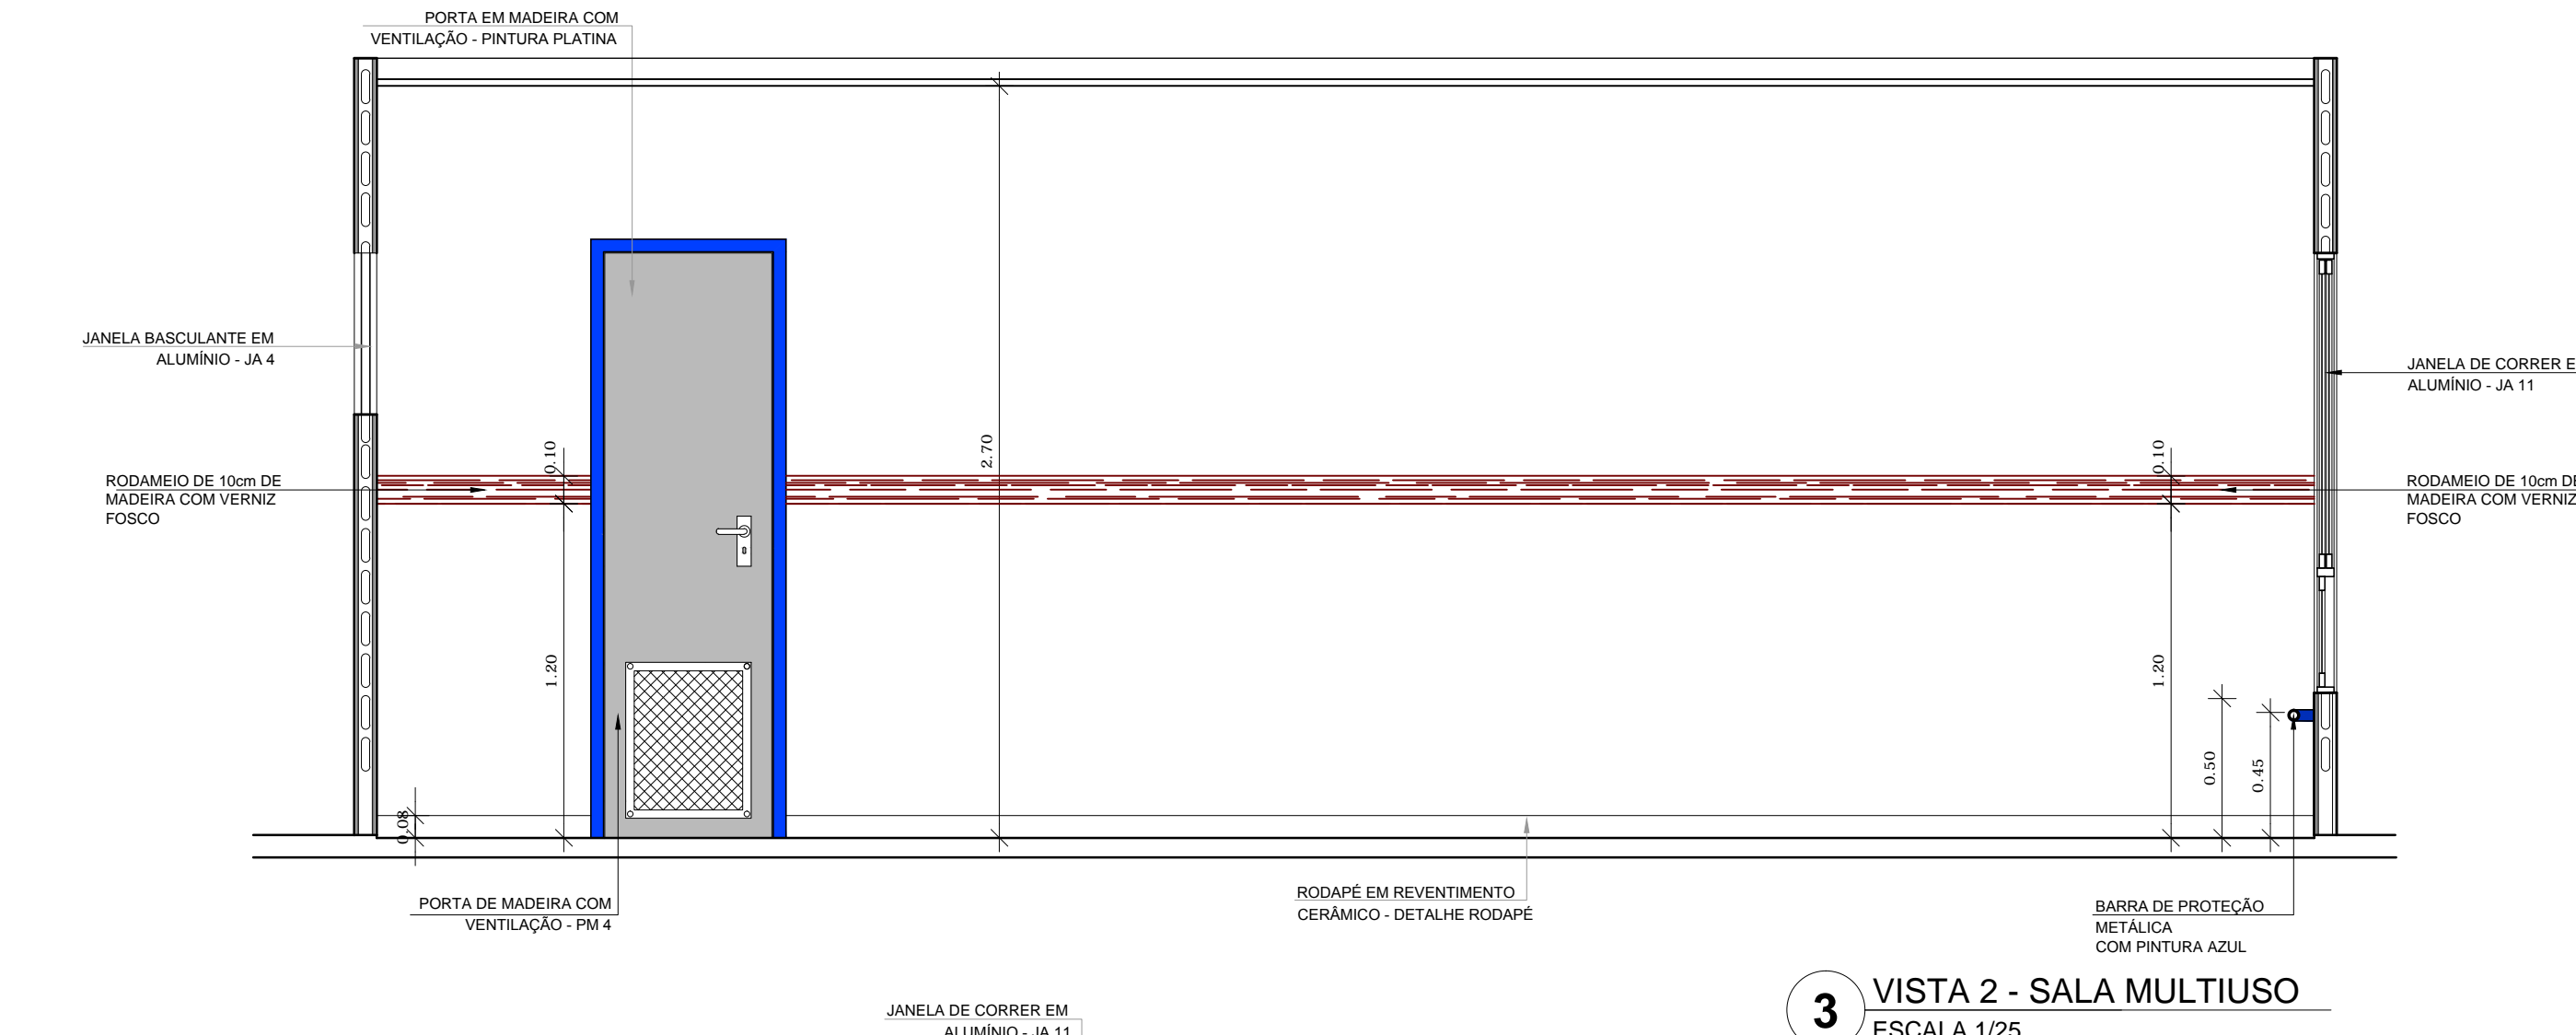 PORTA EM MADEIRA COM
VENTILAÇÃO - PINTURA PLATINA
JANELA BASCULANTE EM
ALUMÍNIO - JA 4
JANELA DE CORRER E
ALUMÍNIO - JA 11
2.70
0.10
0.10
RODAMEIO DE 10cm DE
MADEIRA COM VERNIZ
FOSCO
RODAMEIO DE 10cm DE
MADEIRA COM VERNIZ
FOSCO
1.20
1.20
0.50
0.45
0.08
PORTA DE MADEIRA COM
VENTILAÇÃO - PM 4
RODAPÉ EM REVENTIMENTO
CERÂMICO - DETALHE RODAPÉ
BARRA DE PROTEÇÃO
METÁLICA
COM PINTURA AZUL
3
VISTA 2 - SALA MULTIUSO
ESCALA 1/25
JANELA DE CORRER EM
ALUMÍNIO - JA 11